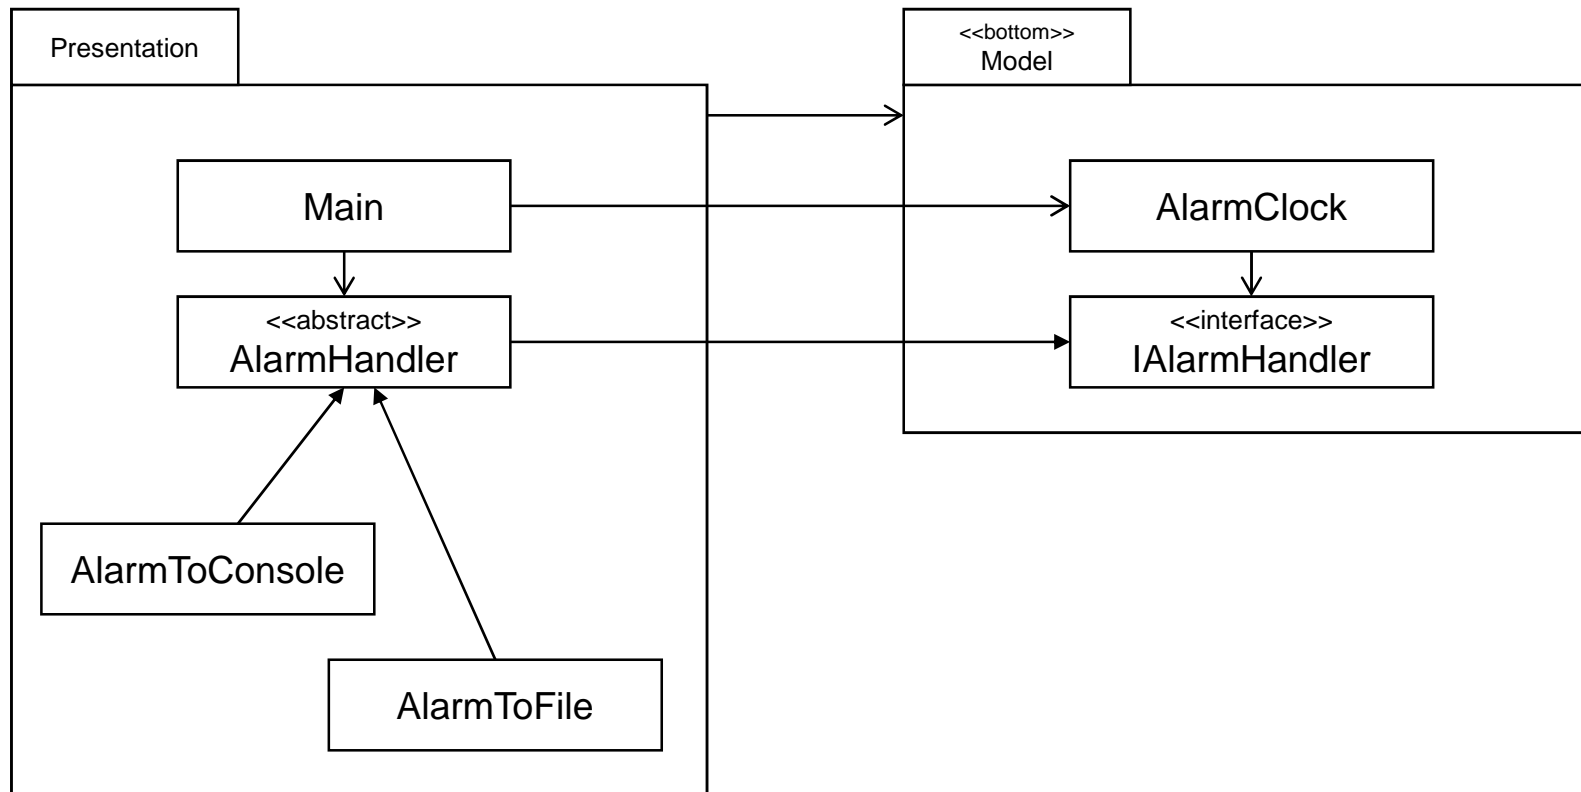 Presentation
<<bottom>>
Model
Main
AlarmClock
<<abstract>>
AlarmHandler
<<interface>>
IAlarmHandler
AlarmToConsole
AlarmToFile